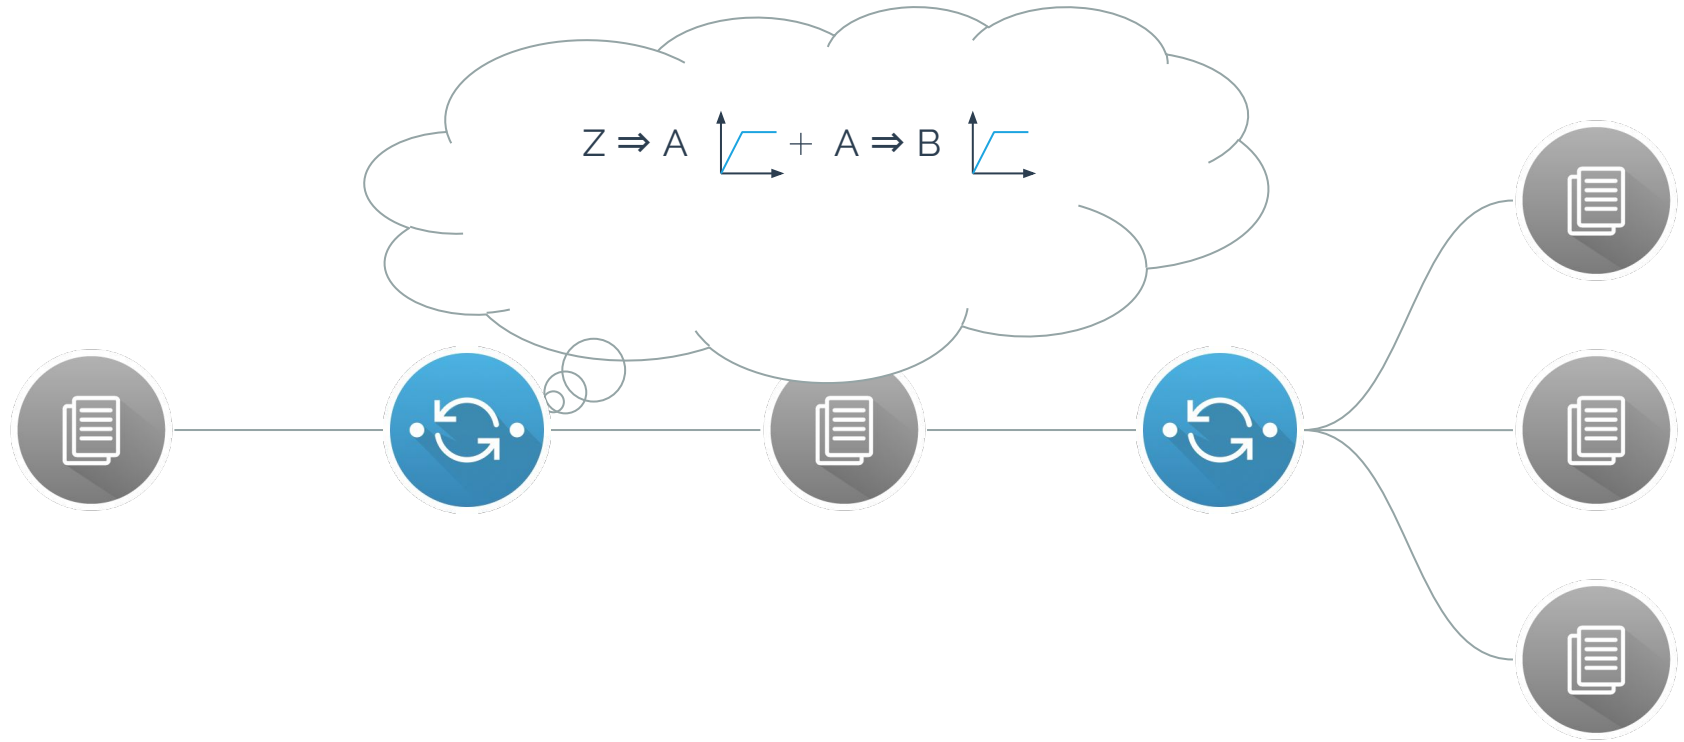 Z ⇒ A + A ⇒ B